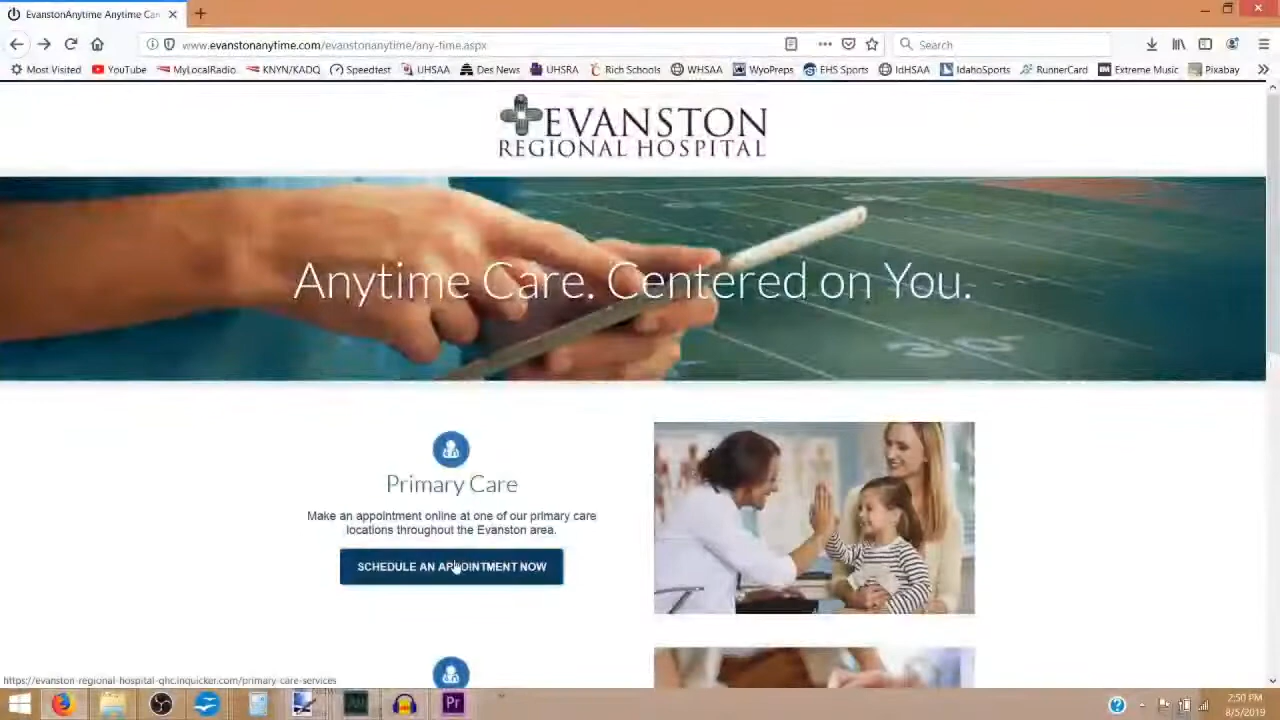 EvanstonAnytime Anytime Car
www.evanstonanytime.com/evanstonanytime/any-time.aspx
Search
Most Visited YouTube MyLocalRadio KNYN/KADQ Speedtest UHSAA Des News UHSRA Rich Schools WHSAA WyoPreps EHS Sports IdHSAA IdahoSports RunnerCard Extreme Music Pixabay
EVANSTON
REGIONAL HOSPITAL
Anytime Care. Centered on You.
30
Primary Care
Make an appointment online at one of our primary care
locations throughout the Evanston area.
SCHEDULE AN APPOINTMENT NOW
https://evanston-regional-hospital-qhc.inquicker.com/primary-care-services
Pr
2:50 PM
8/5/2019